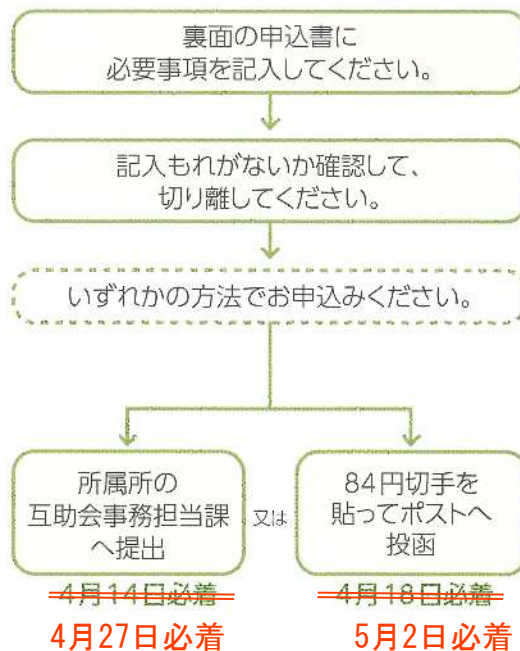 裏面の申込書に
必要事項を記入してください。
記入もれがないか確認して、
切り離してください。
いずれかの方法でお申込みください。
所属所の
互助会事務担当課
へ提出
4月14日必着
4月27日必着
又は
84円切手を
貼ってポストへ
投函
4月18日必着
5月2日必着